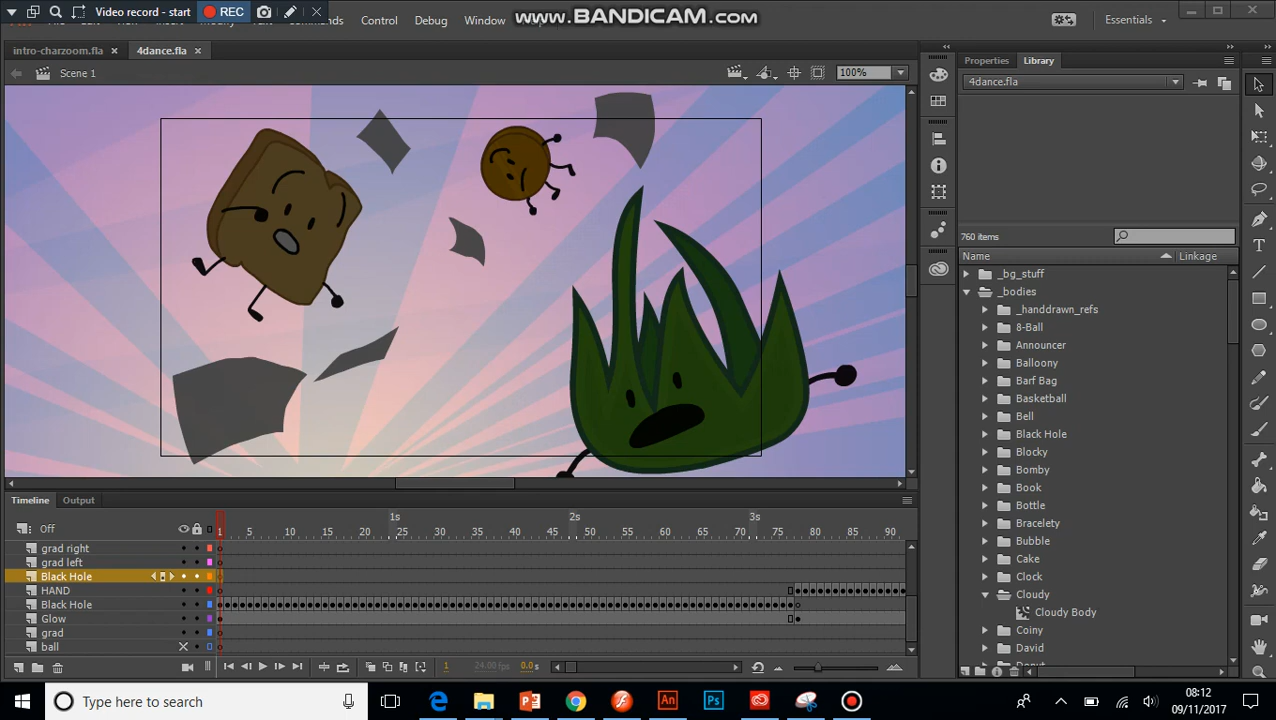 Video record - start
REC
www.BANDICAM.com
Control
Debug
Window
Essentials
intro-charzoom.fla
4dance.fla
Scene 1
100%
Properties
Library
4dance.fla
760 items
Name
Linkage
_bg_stuff
_bodies
_handdrawn_refs
8-Ball
Announcer
Balloony
Barf Bag
Basketball
Bell
Black Hole
Blocky
Bomby
Book
Bottle
Bracelety
Bubble
Cake
Clock
Cloudy
Cloudy Body
Coiny
David
Timeline
Output
Off
1s
2s
3s
1 5 10 15 20 25 30 35 40 45 50 55 60 65 70 75 80 85 90
grad right
grad left
Black Hole
HAND
Black Hole
Glow
grad
ball
1
24.00 fps
0.0s
Type here to search
An
Ps
08:12
09/11/2017